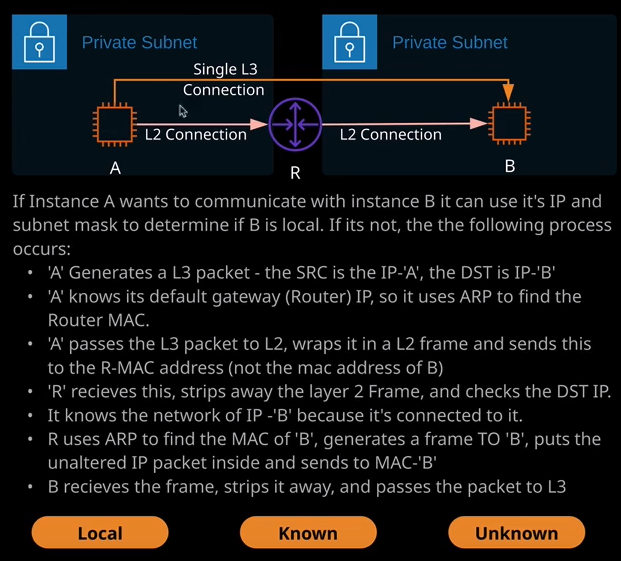 Private Subnet
Private Subnet
Single L3
Connection
L2 Connection
L2 Connection
A
R
B
If Instance A wants to communicate with instance B it can use it's IP and
subnet mask to determine if B is local. If its not, the the following process
occurs:
• 'A' Generates a L3 packet - the SRC is the IP-'A', the DST is IP-'B'
• 'A' knows its default gateway (Router) IP, so it uses ARP to find the
Router MAC.
• 'A' passes the L3 packet to L2, wraps it in a L2 frame and sends this
to the R-MAC address (not the mac address of B)
• 'R' recieves this, strips away the layer 2 Frame, and checks the DST IP.
• It knows the network of IP -'B' because it's connected to it.
• R uses ARP to find the MAC of 'B', generates a frame TO 'B', puts the
unaltered IP packet inside and sends to MAC-'B'
• B recieves the frame, strips it away, and passes the packet to L3
Local
Known
Unknown